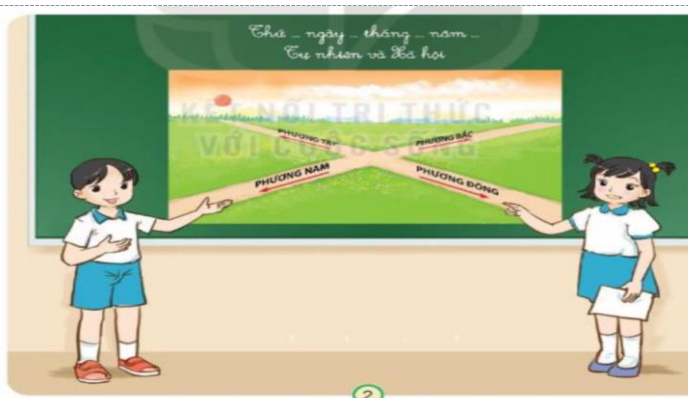 Thứ _ ngày _ tháng _ năm _
Tự nhiên và Xã hội
KẾT NỐI TRI THỨC
VỚI CUỘC SỐNG
PHƯƠNG TÂY
PHƯƠNG BẮC
PHƯƠNG NAM
PHƯƠNG ĐÔNG
2